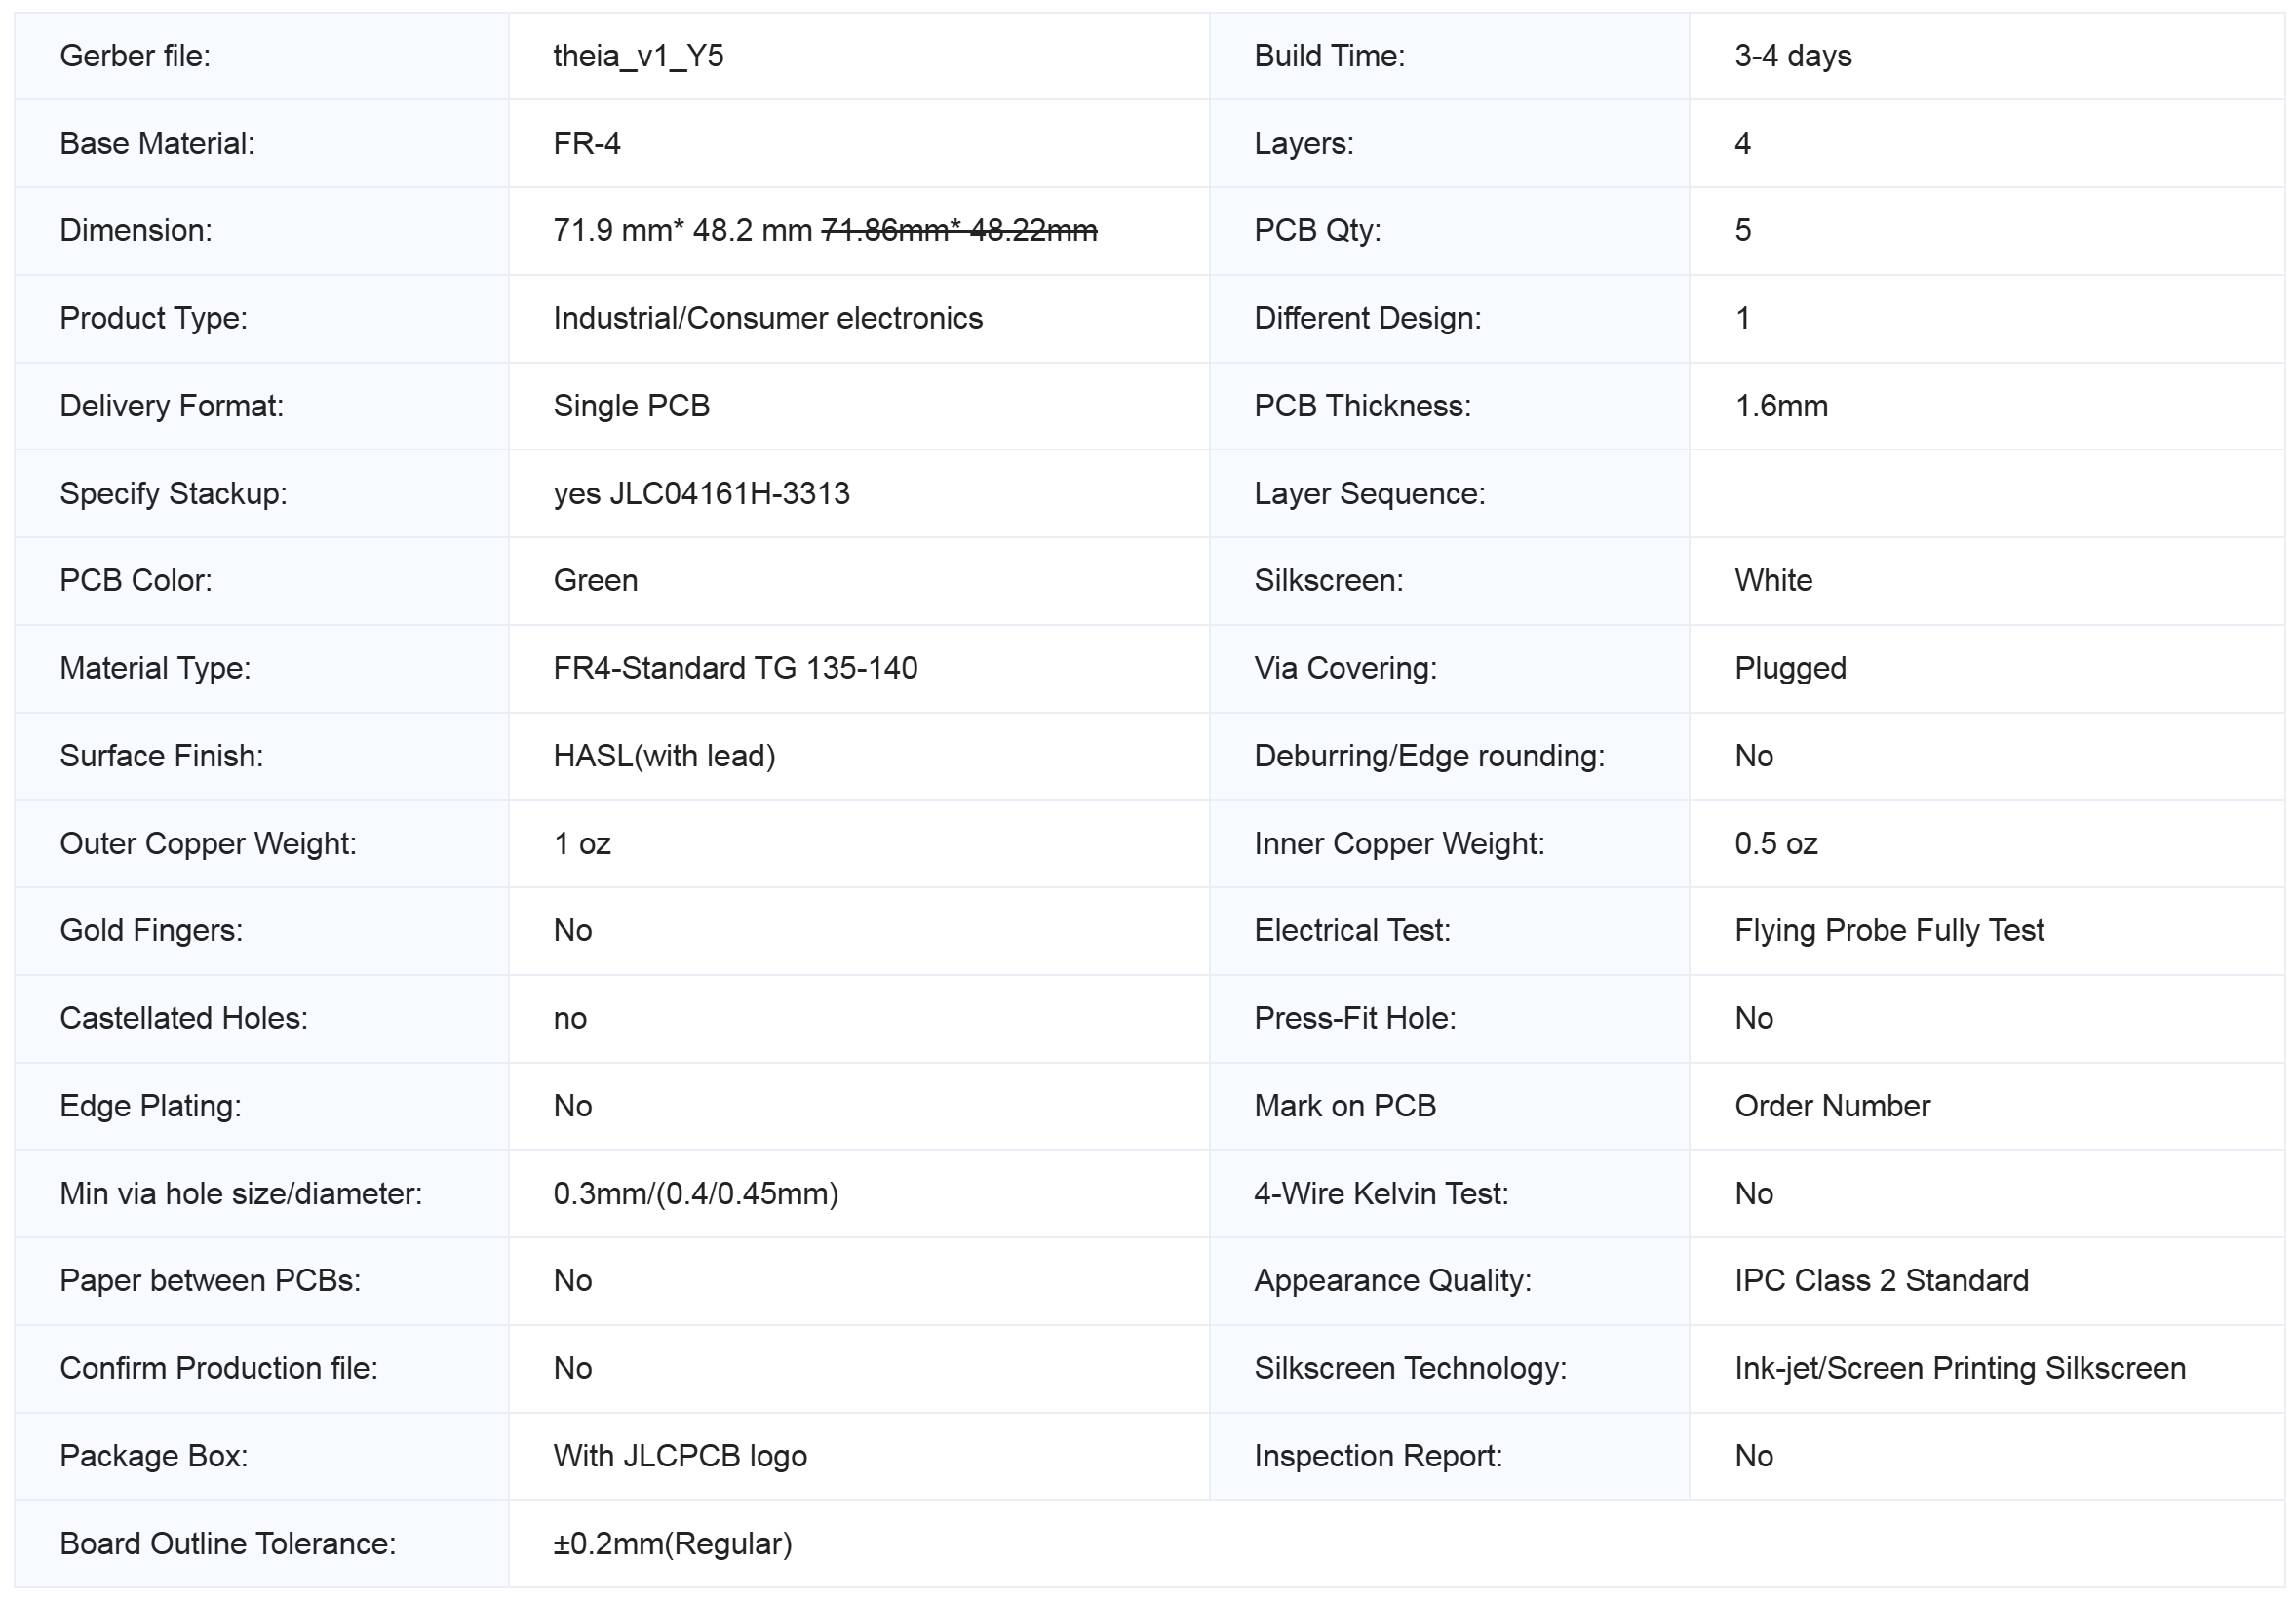 Gerber file: theia_v1_Y5 Build Time: 3-4 days
Base Material: FR-4 Layers: 4
Dimension: 71.9 mm* 48.2 mm 71.86mm* 48.22mm PCB Qty: 5
Product Type: Industrial/Consumer electronics Different Design: 1
Delivery Format: Single PCB PCB Thickness: 1.6mm
Specify Stackup: yes JLC04161H-3313 Layer Sequence:
PCB Color: Green Silkscreen: White
Material Type: FR4-Standard TG 135-140 Via Covering: Plugged
Surface Finish: HASL(with lead) Deburring/Edge rounding: No
Outer Copper Weight: 1 oz Inner Copper Weight: 0.5 oz
Gold Fingers: No Electrical Test: Flying Probe Fully Test
Castellated Holes: no Press-Fit Hole: No
Edge Plating: No Mark on PCB Order Number
Min via hole size/diameter: 0.3mm/(0.4/0.45mm) 4-Wire Kelvin Test: No
Paper between PCBs: No Appearance Quality: IPC Class 2 Standard
Confirm Production file: No Silkscreen Technology: Ink-jet/Screen Printing Silkscreen
Package Box: With JLCPCB logo Inspection Report: No
Board Outline Tolerance: ±0.2mm(Regular)